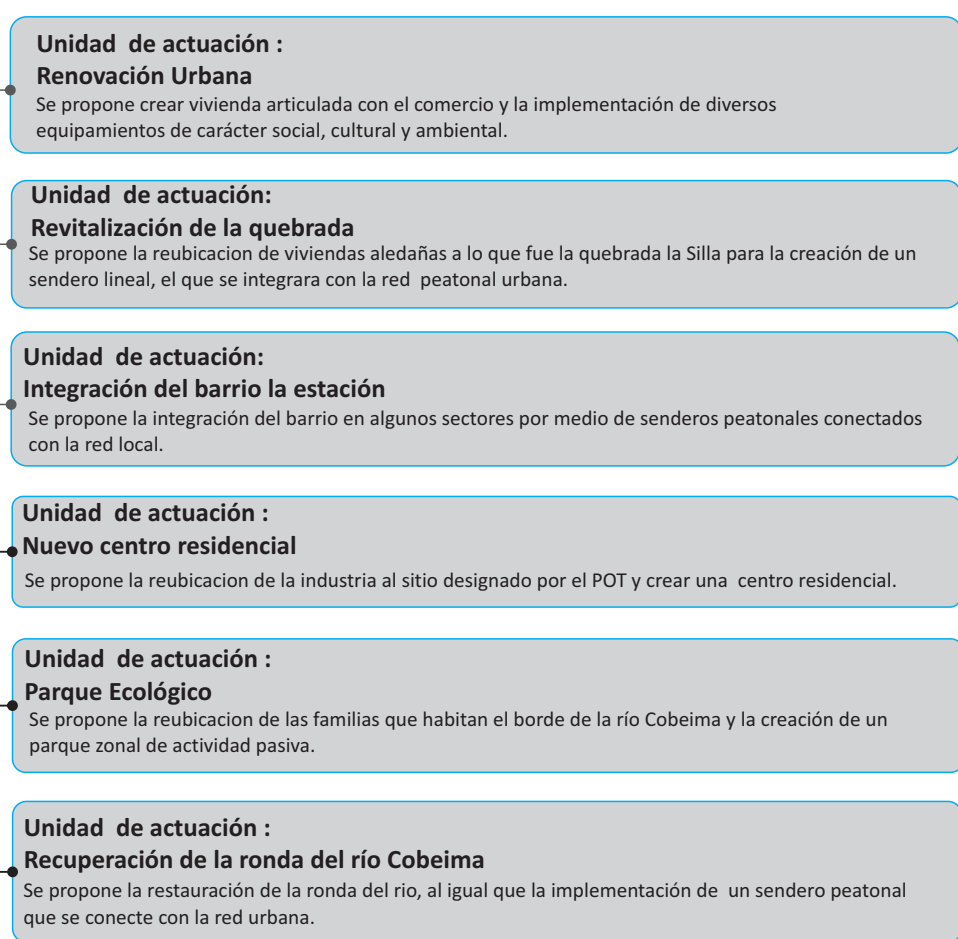 Unidad de actuación :
Renovación Urbana
Se propone crear vivienda articulada con el comercio y la implementación de diversos
equipamientos de carácter social, cultural y ambiental.
Unidad de actuación:
Revitalización de la quebrada
Se propone la reubicacion de viviendas aledañas a lo que fue la quebrada la Silla para la creación de un
sendero lineal, el que se integrara con la red peatonal urbana.
Unidad de actuación:
Integración del barrio la estación
Se propone la integración del barrio en algunos sectores por medio de senderos peatonales conectados
con la red local.
Unidad de actuación :
Nuevo centro residencial
Se propone la reubicacion de la industria al sitio designado por el POT y crear una centro residencial.
Unidad de actuación :
Parque Ecológico
Se propone la reubicacion de las familias que habitan el borde de la río Cobeima y la creación de un
parque zonal de actividad pasiva.
Unidad de actuación :
Recuperación de la ronda del río Cobeima
Se propone la restauración de la ronda del rio, al igual que la implementación de un sendero peatonal
que se conecte con la red urbana.